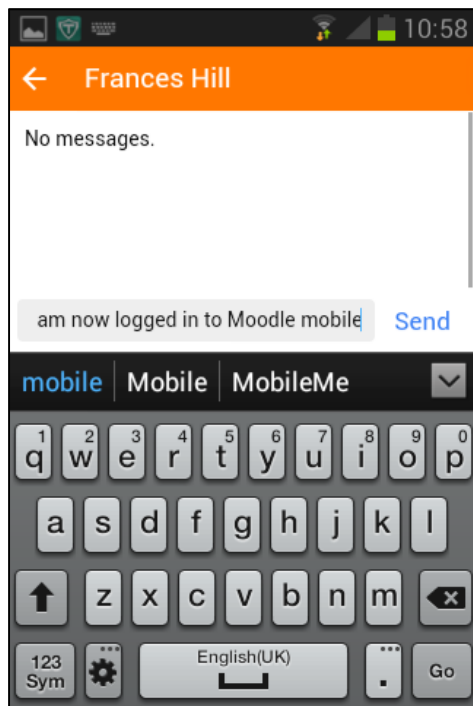 10:58
Frances Hill
No messages.
am now logged in to Moodle mobile
Send
mobile Mobile MobileMe
1 2 3 4 5 6 7 8 9 0
q w e r t y u i o p
a s d f g h j k l
z x c v b n m
123 Sym
English(UK)
.
Go